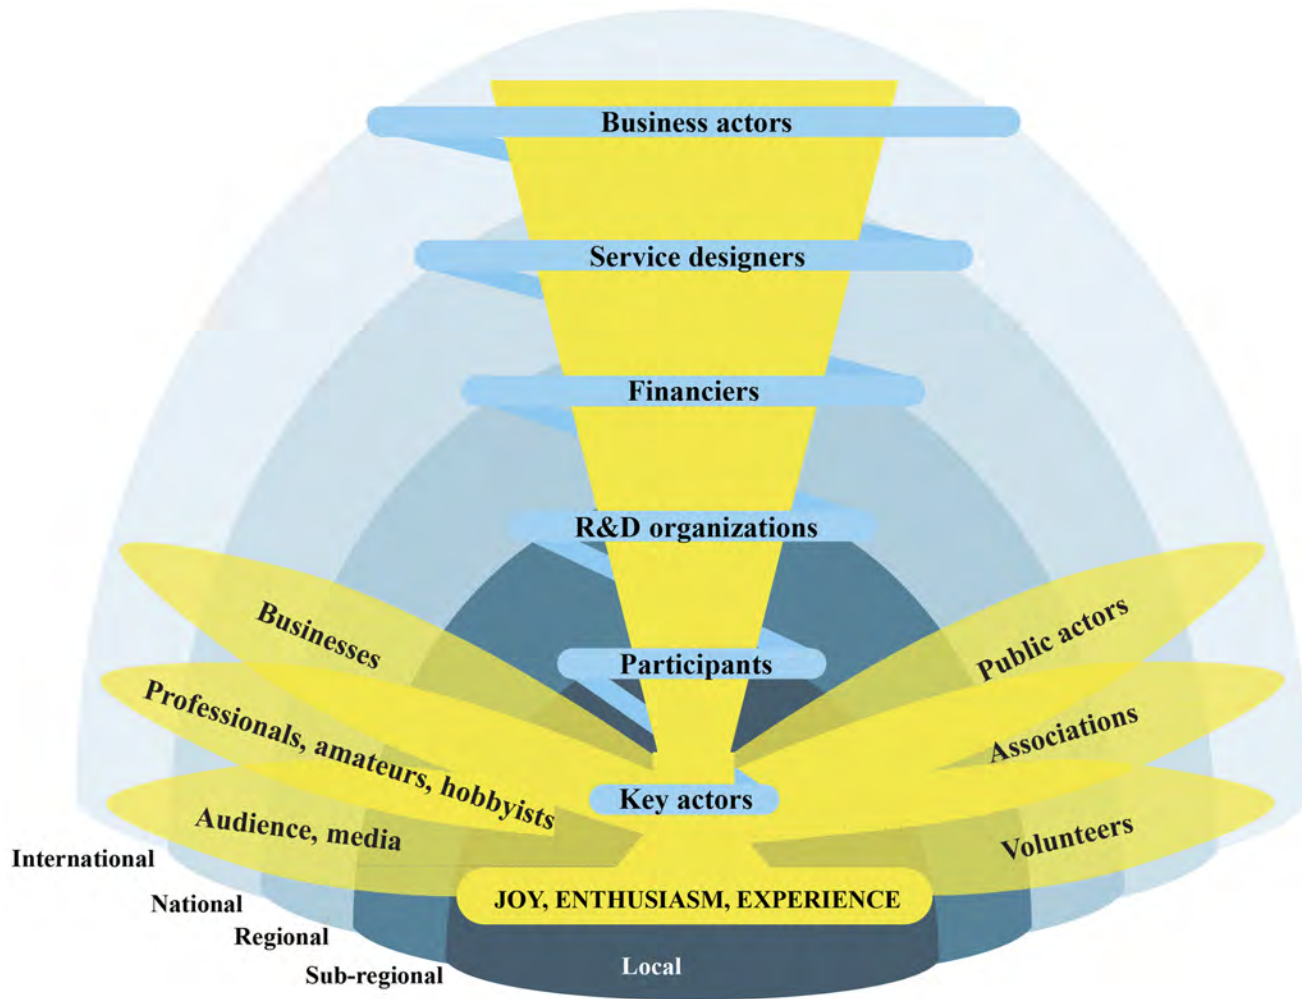 Business actors
Service designers
Financiers
R&D organizations
Participants
Key actors
Businesses
Professionals, amateurs, hobbyists
Audience, media
Public actors
Associations
Volunteers
JOY, ENTHUSIASM, EXPERIENCE
International
National
Regional
Sub-regional
Local